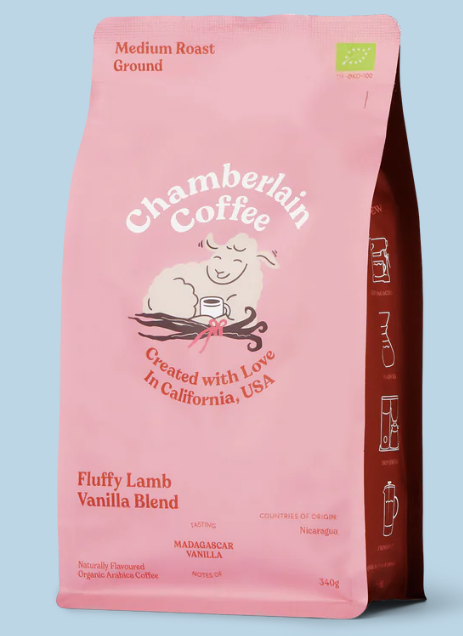 Medium Roast
Ground
Chamberlain
Coffee
Created with Love
In California, USA
Fluffy Lamb
Vanilla Blend
TASTING
MADAGASCAR
VANILLA
NOTES OF
COUNTRIES OF ORIGIN
Nicaragua
Naturally Flavoured
Organic Arabica Coffee
340g